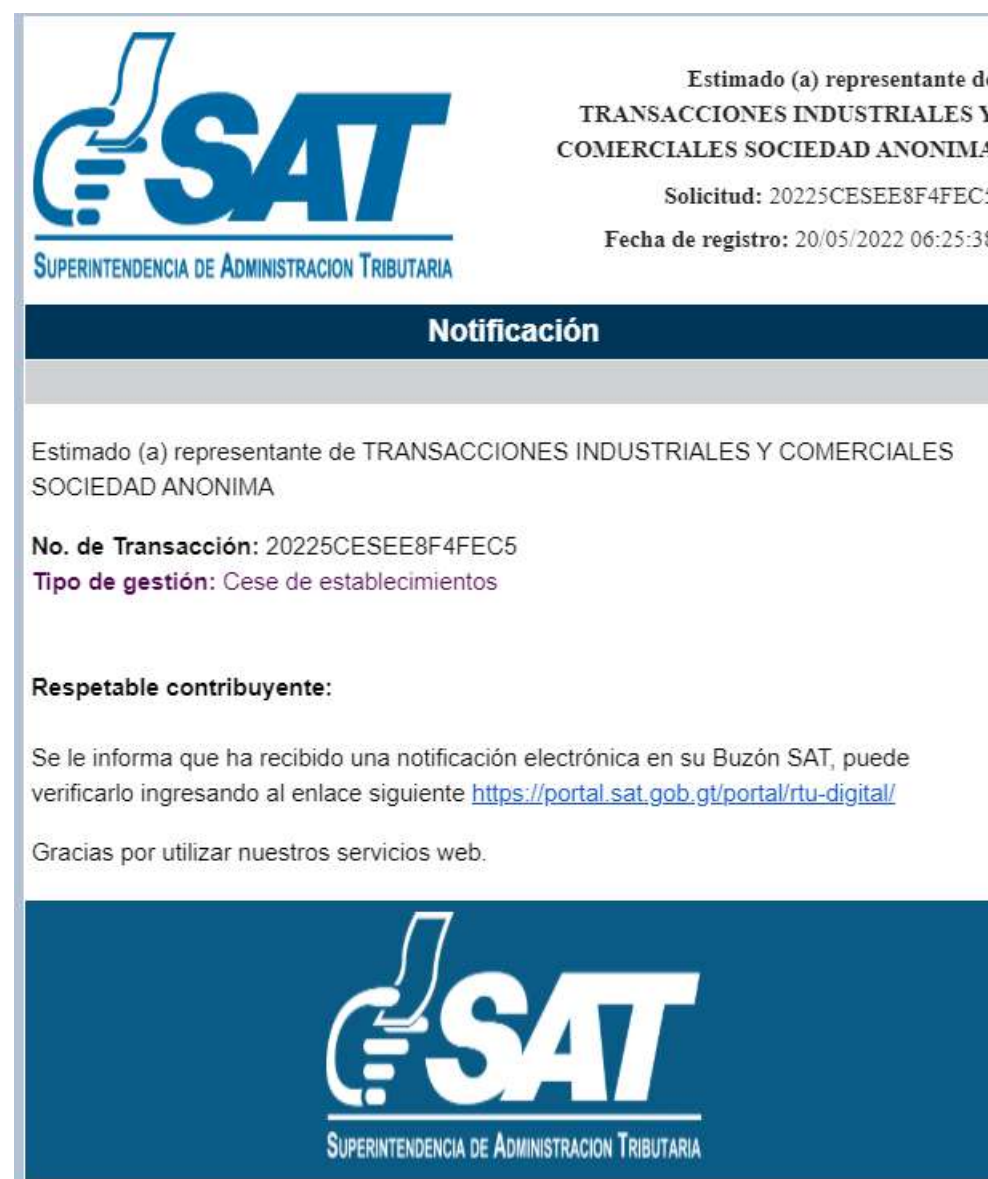 SAT
SUPERINTENDENCIA DE ADMINISTRACION TRIBUTARIA
Estimado (a) representante de
TRANSACCIONES INDUSTRIALES Y
COMERCIALES SOCIEDAD ANONIMA
Solicitud: 20225CESEE8F4FEC5
Fecha de registro: 20/05/2022 06:25:38
Notificación
Estimado (a) representante de TRANSACCIONES INDUSTRIALES Y COMERCIALES
SOCIEDAD ANONIMA
No. de Transacción: 20225CESEE8F4FEC5
Tipo de gestión: Cese de establecimientos
Respetable contribuyente:
Se le informa que ha recibido una notificación electrónica en su Buzón SAT, puede
verificarlo ingresando al enlace siguiente https://portal.sat.gob.gt/portal/rtu-digital/
Gracias por utilizar nuestros servicios web.
SAT
SUPERINTENDENCIA DE ADMINISTRACION TRIBUTARIA